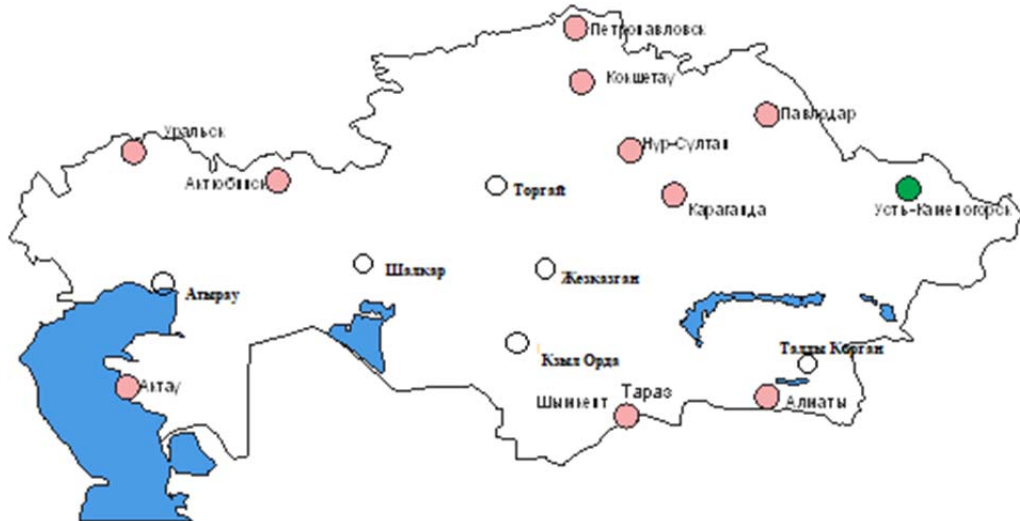 Петропавловск
Кокшетау
Павлодар
Уральск
Нур-Султан
Актюбинск
Торгай
Караганда
Усть-Каменогорск
Шалкар
Жезказган
Атырау
Кзыл Орда
Талды Корган
Актау
Шымкент
Тараз
Алматы